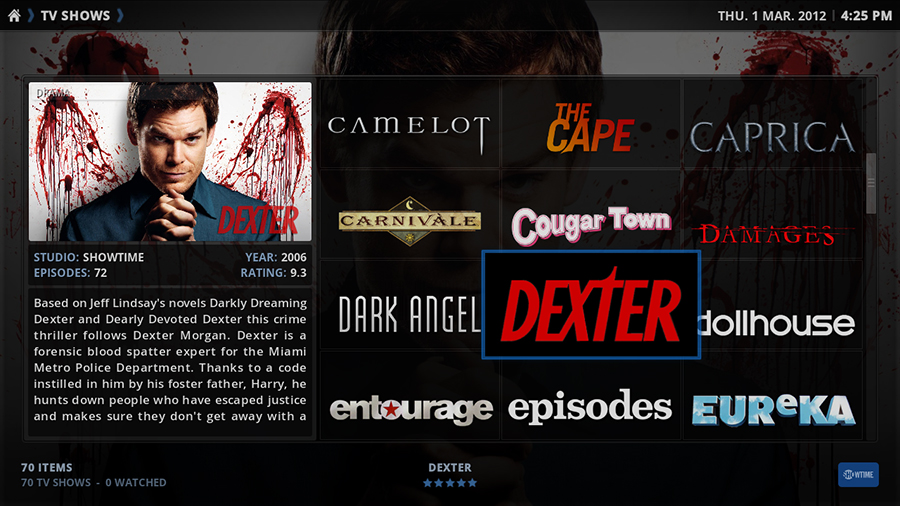 TV SHOWS
THU. 1 MAR. 2012 | 4:25 PM
DRAMA
DEXTER
STUDIO: SHOWTIME
YEAR: 2006
EPISODES: 72
RATING: 9.3
Based on Jeff Lindsay's novels Darkly Dreaming
Dexter and Dearly Devoted Dexter this crime
thriller follows Dexter Morgan. Dexter is a
forensic blood spatter expert for the Miami
Metro Police Department. Thanks to a code
instilled in him by his foster father, Harry, he
hunts down people who have escaped justice
and makes sure they don't get away with a
CAMELOT
THE
CAPE
CAPRICA
CARNIVÀLE
Cougar Town
DAMAGES
DARK ANGEL
DEXTER
dollhouse
entourage
episodes
EUReKA
70 ITEMS
70 TV SHOWS - 0 WATCHED
DEXTER
SHOWTIME